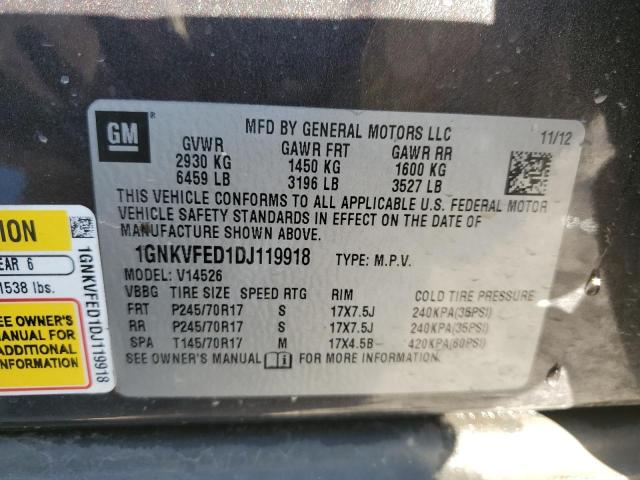 GM
MFD BY GENERAL MOTORS LLC
11/12
GVWR GAWR FRT GAWR RR
2930 KG 1450 KG 1600 KG
6459 LB 3196 LB 3527 LB
THIS VEHICLE CONFORMS TO ALL APPLICABLE U.S. FEDERAL MOTOR
VEHICLE SAFETY STANDARDS IN EFFECT ON THE DATE OF
MANUFACTURE SHOWN ABOVE.
1GNKVFED1DJ119918 TYPE: M.P.V.
MODEL: V14526
VBBG TIRE SIZE SPEED RTG RIM COLD TIRE PRESSURE
FRT P245/70R17 S 17X7.5J 240KPA(35PSI)
RR P245/70R17 S 17X7.5J 240KPA(35PSI)
SPA T145/70R17 M 17X4.5B 420KPA(60PSI)
SEE OWNER'S MANUAL FOR MORE INFORMATION.
EAR 6
1538 lbs.
EE OWNER'S
MANUAL FOR
ADDITIONAL
INFORMATION
1GNKVFED1DJ119918